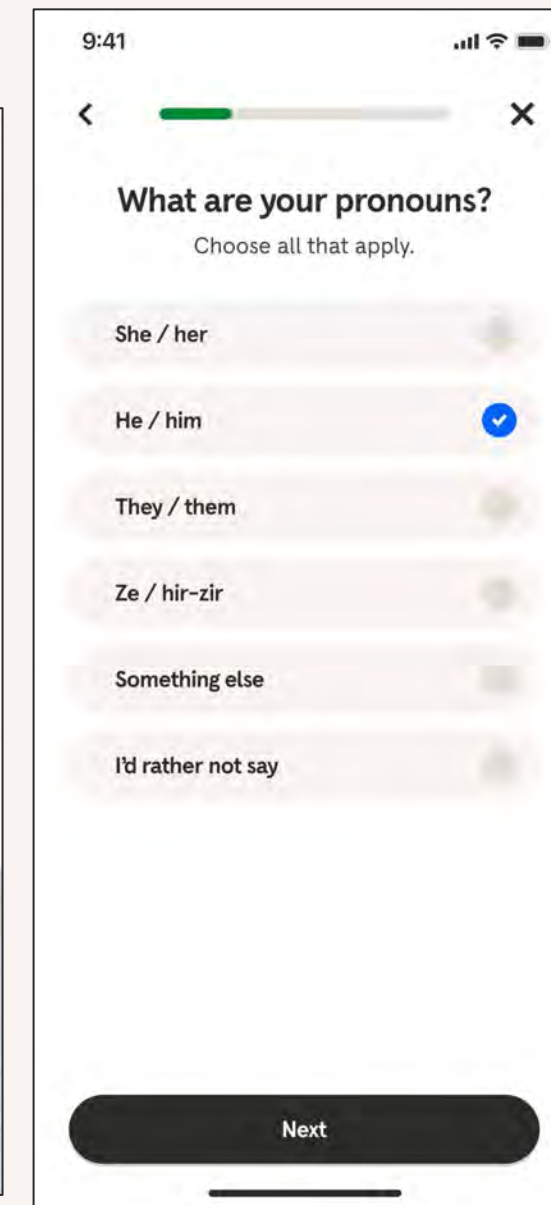 9:41
What are your pronouns?
Choose all that apply.
She / her
He / him
They / them
Ze / hir-zir
Something else
I'd rather not say
Next